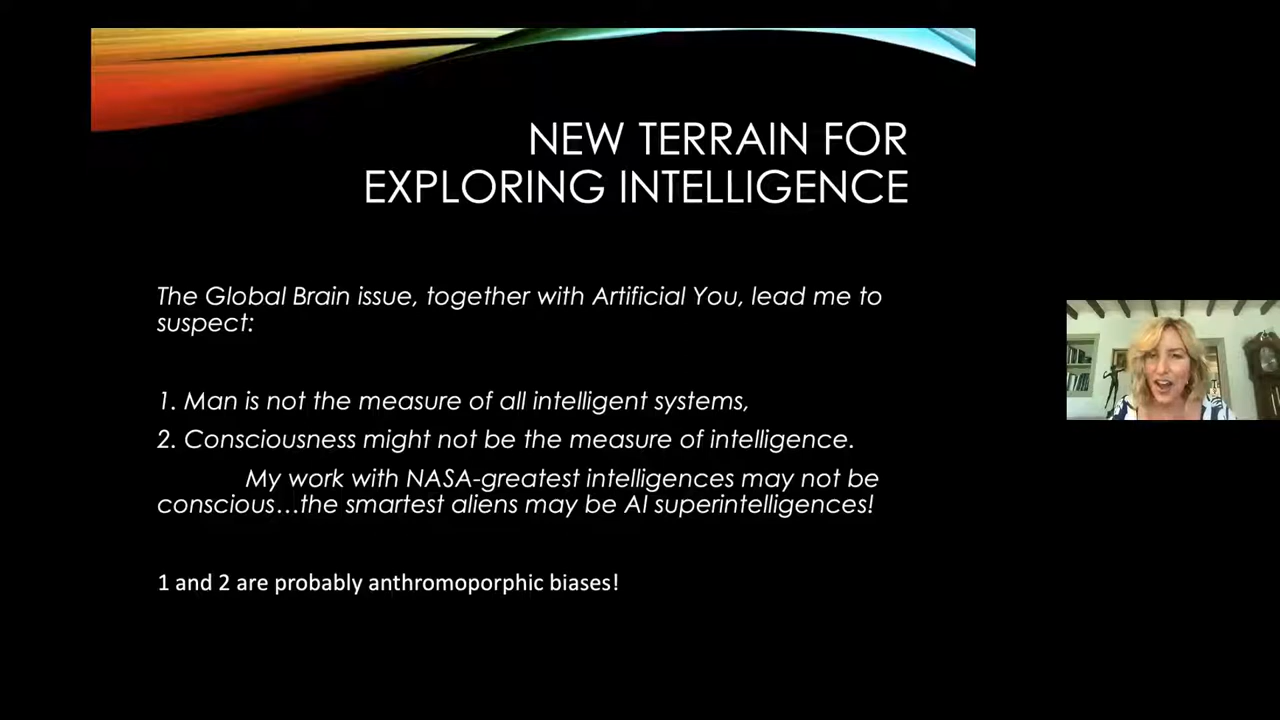 NEW TERRAIN FOR
EXPLORING INTELLIGENCE
The Global Brain issue, together with Artificial You, lead me to
suspect:
1. Man is not the measure of all intelligent systems,
2. Consciousness might not be the measure of intelligence.
My work with NASA-greatest intelligences may not be
conscious…the smartest aliens may be AI superintelligences!
1 and 2 are probably anthromoporphic biases!